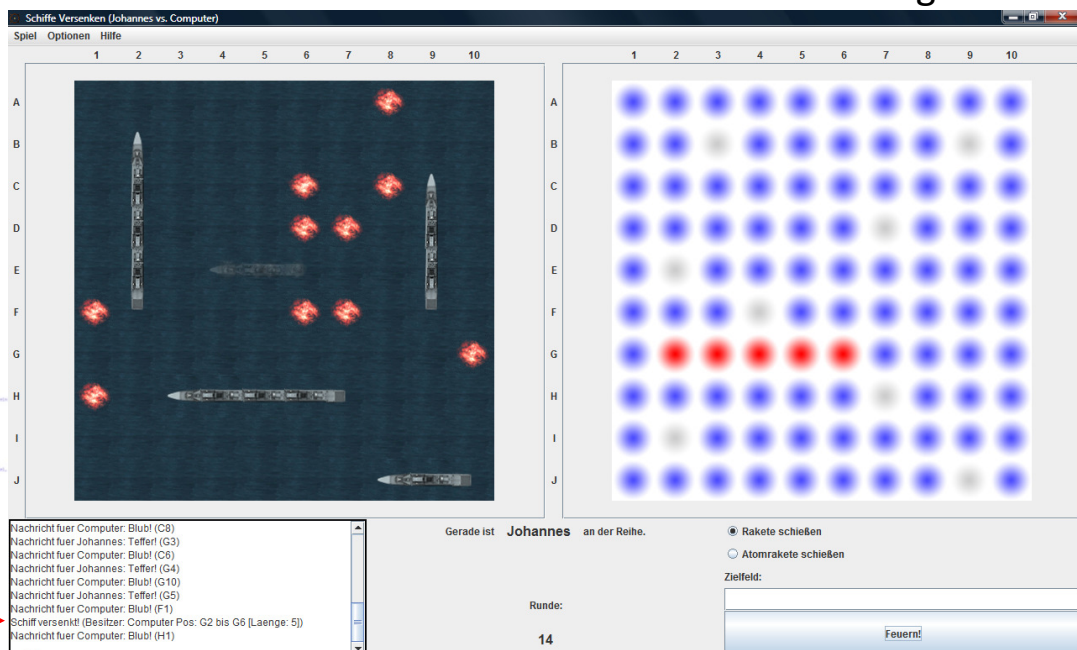 Schiffe Versenken (Johannes vs. Computer)
Spiel Optionen Hilfe
1 2 3 4 5 6 7 8 9 10
1 2 3 4 5 6 7 8 9 10
A
B
C
D
E
F
G
H
I
J
A
B
C
D
E
F
G
H
I
J
Nachricht fuer Computer: Blub! (C8)
Nachricht fuer Johannes: Teffer! (G3)
Nachricht fuer Computer: Blub! (C6)
Nachricht fuer Johannes: Teffer! (G4)
Nachricht fuer Computer: Blub! (G10)
Nachricht fuer Johannes: Teffer! (G5)
Nachricht fuer Computer: Blub! (F1)
Schiff versenkt! (Besitzer: Computer Pos: G2 bis G6 [Laenge: 5])
Nachricht fuer Computer: Blub! (H1)
Gerade ist Johannes an der Reihe.
Runde:
14
Rakete schießen
Atomrakete schießen
Zielfeld:
Feuern!